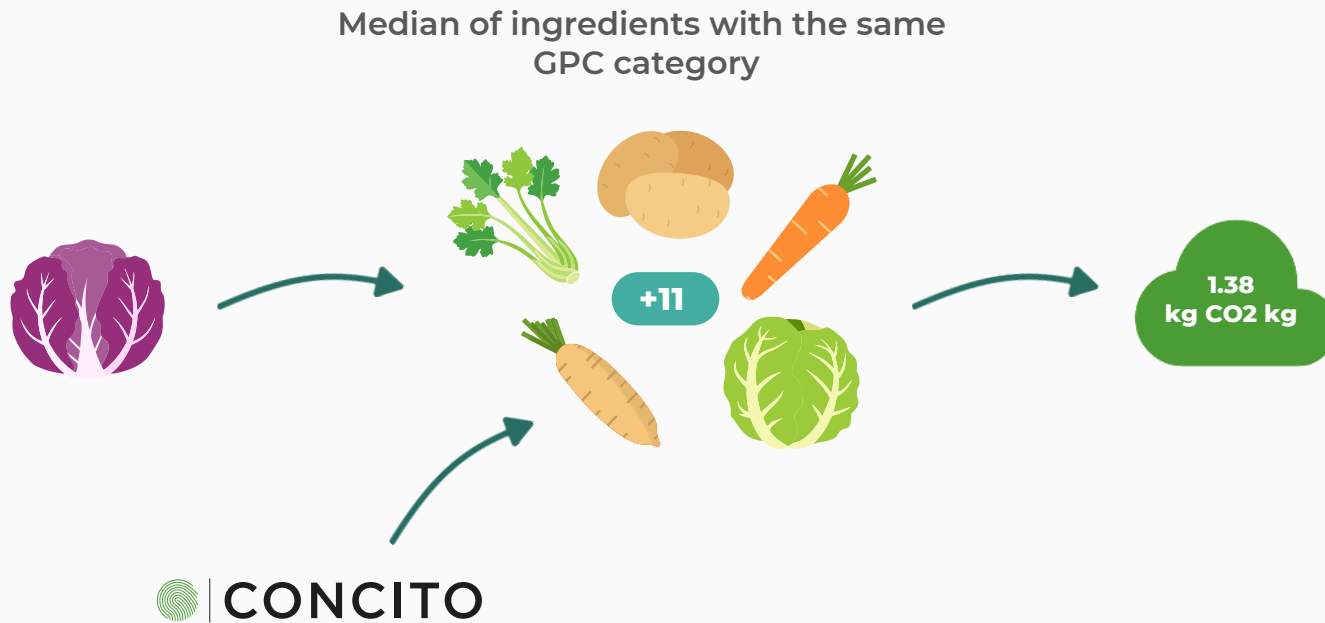 Median of ingredients with the same
GPC category
+11
1.38
kg CO2 kg
CONCITO